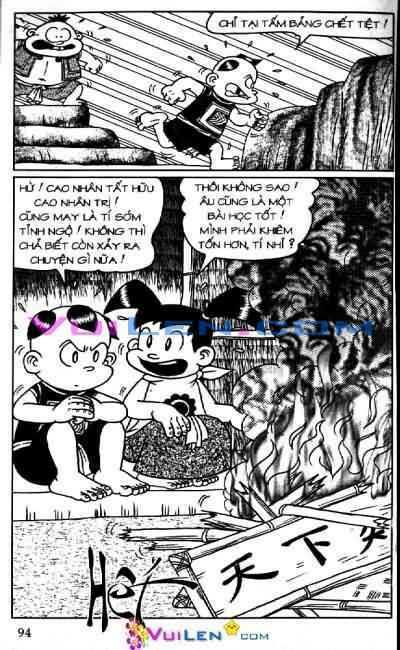 CHỈ TẠI TẤM BẢNG CHẾT TIỆT!
HỪ! CAO NHÂN TẤT HỮU
CAO NHÂN TRỊ!
CŨNG MAY LÀ TÍ SỚM
TỈNH NGỘ! KHÔNG THÌ
CHẢ BIẾT CÒN XẢY RA
CHUYỆN GÌ NỮA!
THÔI KHÔNG SAO!
ÂU CŨNG LÀ MỘT
BÀI HỌC TỐT!
MÌNH PHẢI KHIÊM
TỐN HƠN, TÍ NHỈ?
VUILEN.COM
天下
Hết
94
VUILEN.COM